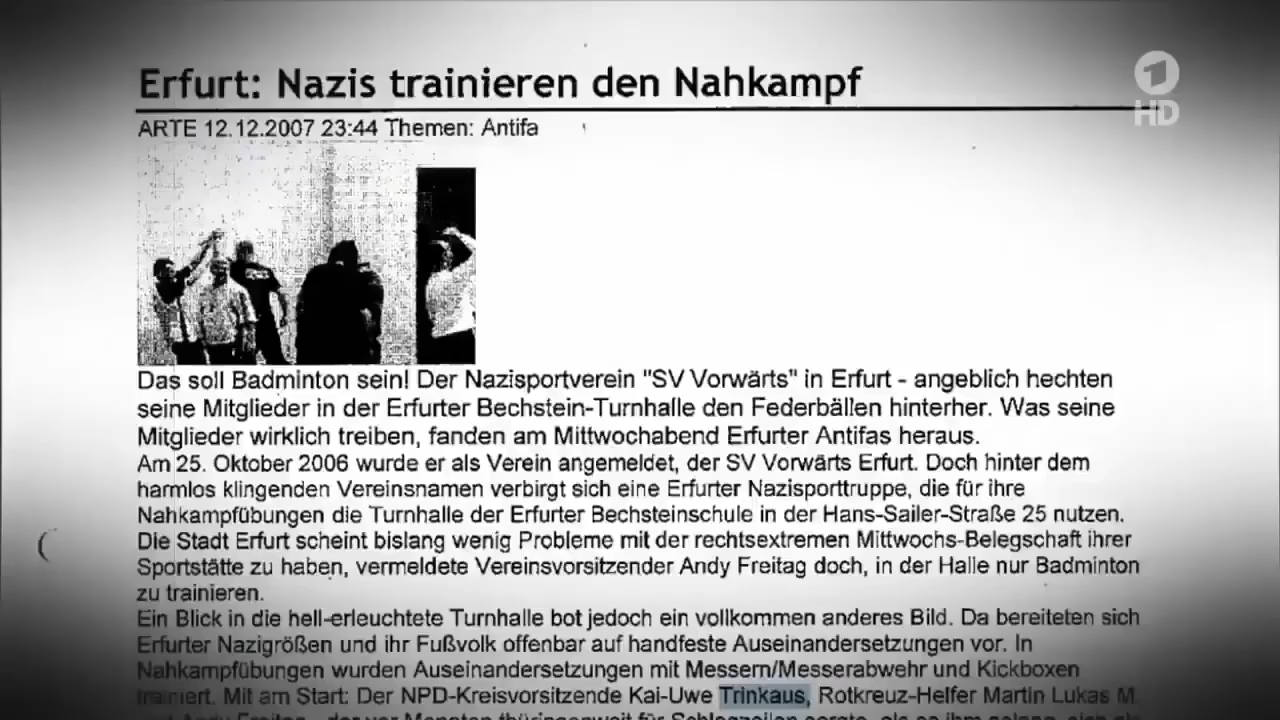 Erfurt: Nazis trainieren den Nahkampf
1
HD
ARTE 12.12.2007 23:44 Themen: Antifa
Das soll Badminton sein! Der Nazisportverein "SV Vorwärts" in Erfurt - angeblich hechten
seine Mitglieder in der Erfurter Bechstein-Turnhalle den Federbällen hinterher. Was seine
Mitglieder wirklich treiben, fanden am Mittwochabend Erfurter Antifas heraus.
Am 25. Oktober 2006 wurde er als Verein angemeldet, der SV Vorwärts Erfurt. Doch hinter dem
harmlos klingenden Vereinsnamen verbirgt sich eine Erfurter Nazisporttruppe, die für ihre
Nahkampfübungen die Turnhalle der Erfurter Bechsteinschule in der Hans-Sailer-Straße 25 nutzen.
Die Stadt Erfurt scheint bislang wenig Probleme mit der rechtsextremen Mittwochs-Belegschaft ihrer
Sportstätte zu haben, vermeldete Vereinsvorsitzender Andy Freitag doch, in der Halle nur Badminton
zu trainieren.
Ein Blick in die hell-erleuchtete Turnhalle bot jedoch ein vollkommen anderes Bild. Da bereiteten sich
Erfurter Nazigrößen und ihr Fußvolk offenbar auf handfeste Auseinandersetzungen vor. In
Nahkampfübungen wurden Auseinandersetzungen mit Messern/Messerabwehr und Kickboxen
trainiert. Mit am Start: Der NPD-Kreisvorsitzende Kai-Uwe Trinkaus, Rotkreuz-Helfer Martin Lukas M.